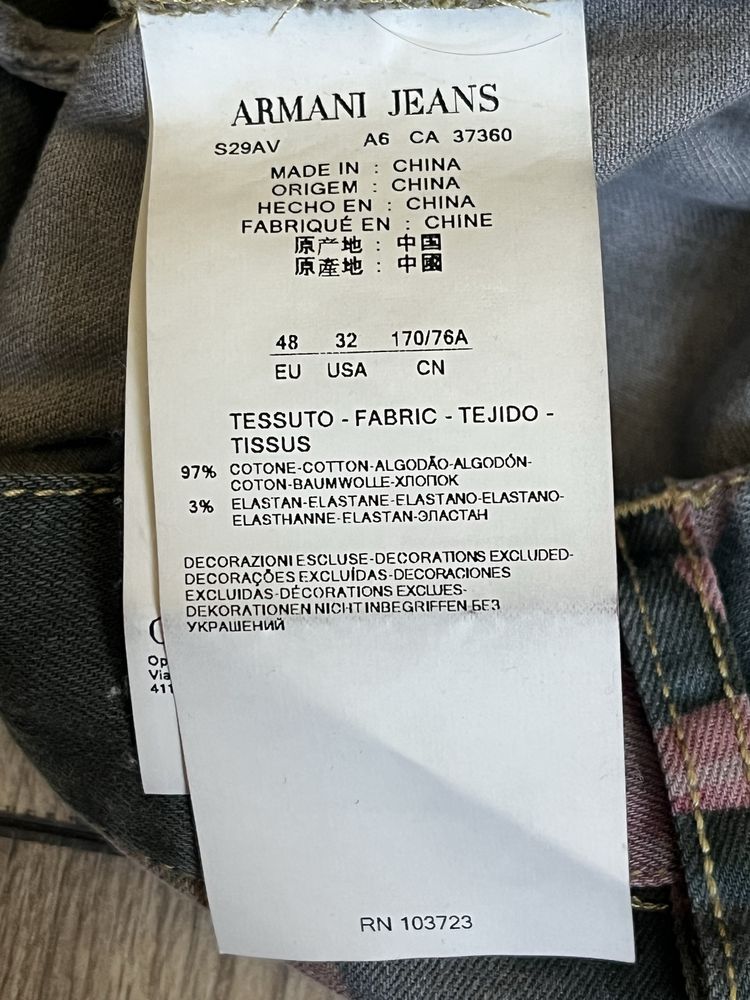 ARMANI JEANS
S29AV A6 CA 37360
MADE IN : CHINA
ORIGEM : CHINA
HECHO EN : CHINA
FABRIQUÉ EN : CHINE
原产地 : 中国
原產地 : 中國
48 32 170/76A
EU USA CN
TESSUTO - FABRIC - TEJIDO -
TISSUS
97% COTONE-COTTON-ALGODÃO-ALGODÓN-
COTON-BAUMWOLLE-ХЛОПОК
3% ELASTAN-ELASTANE-ELASTANO-ELASTANO-
ELASTHANNE-ELASTAN-ЭЛАСТАН
DECORAZIONI ESCLUSE-DECORATIONS EXCLUDED-
DECORAÇÕES EXCLUÍDAS-DECORACIONES
EXCLUIDAS-DÉCORATIONS EXCLUES-
DEKORATIONEN NICHT INBEGRIFFEN БЕЗ
УКРАШЕНИЙ
Op
Via
411
RN 103723